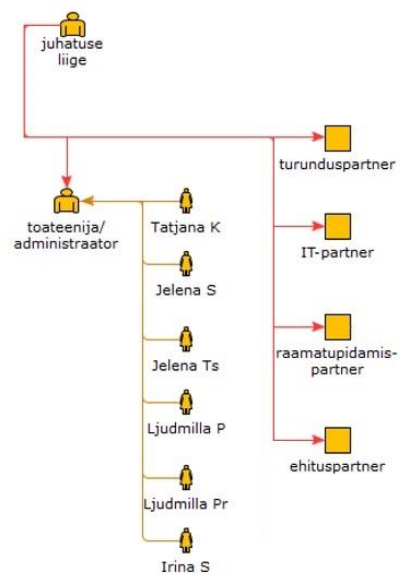 juhatuse
liige
turunduspartner
toateenija/
administraator
Tatjana K
IT-partner
Jelena S
Jelena Ts
raamatupidamis-
partner
Ljudmilla P
ehituspartner
Ljudmilla Pr
Irina S